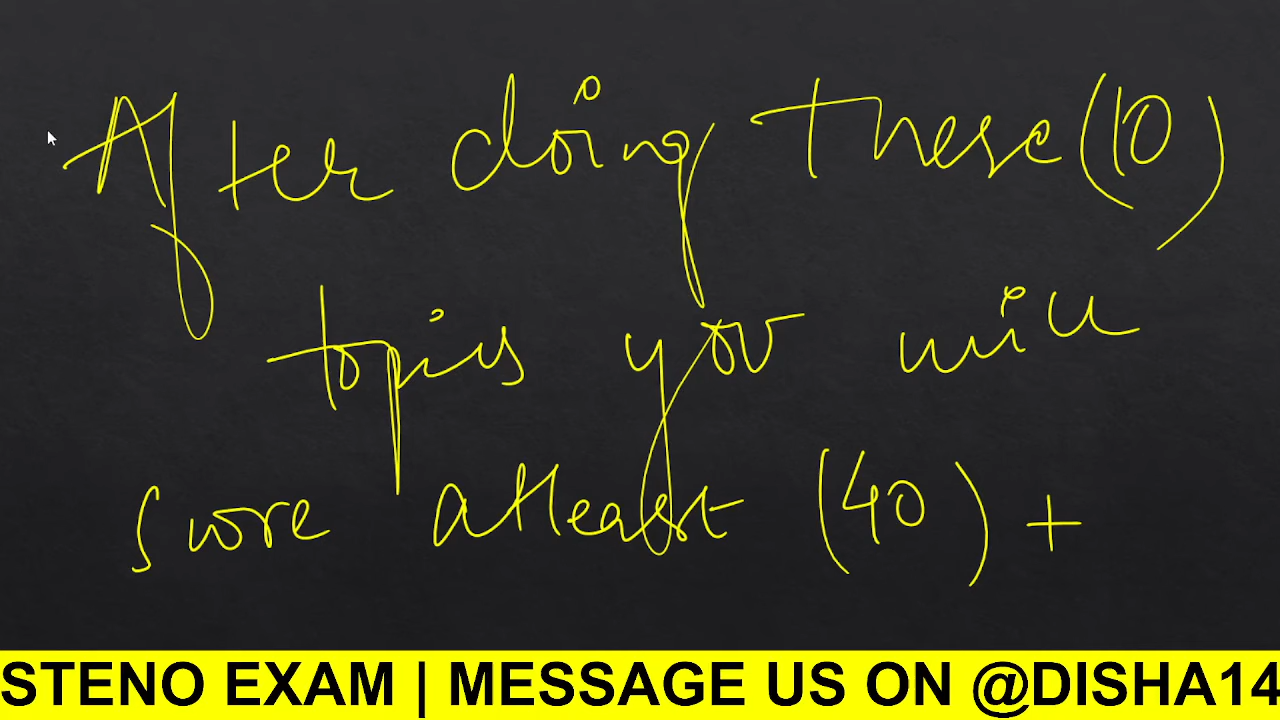 After doing these (10)
topics you will
score atleast (40) +
STENO EXAM | MESSAGE US ON @DISHA14